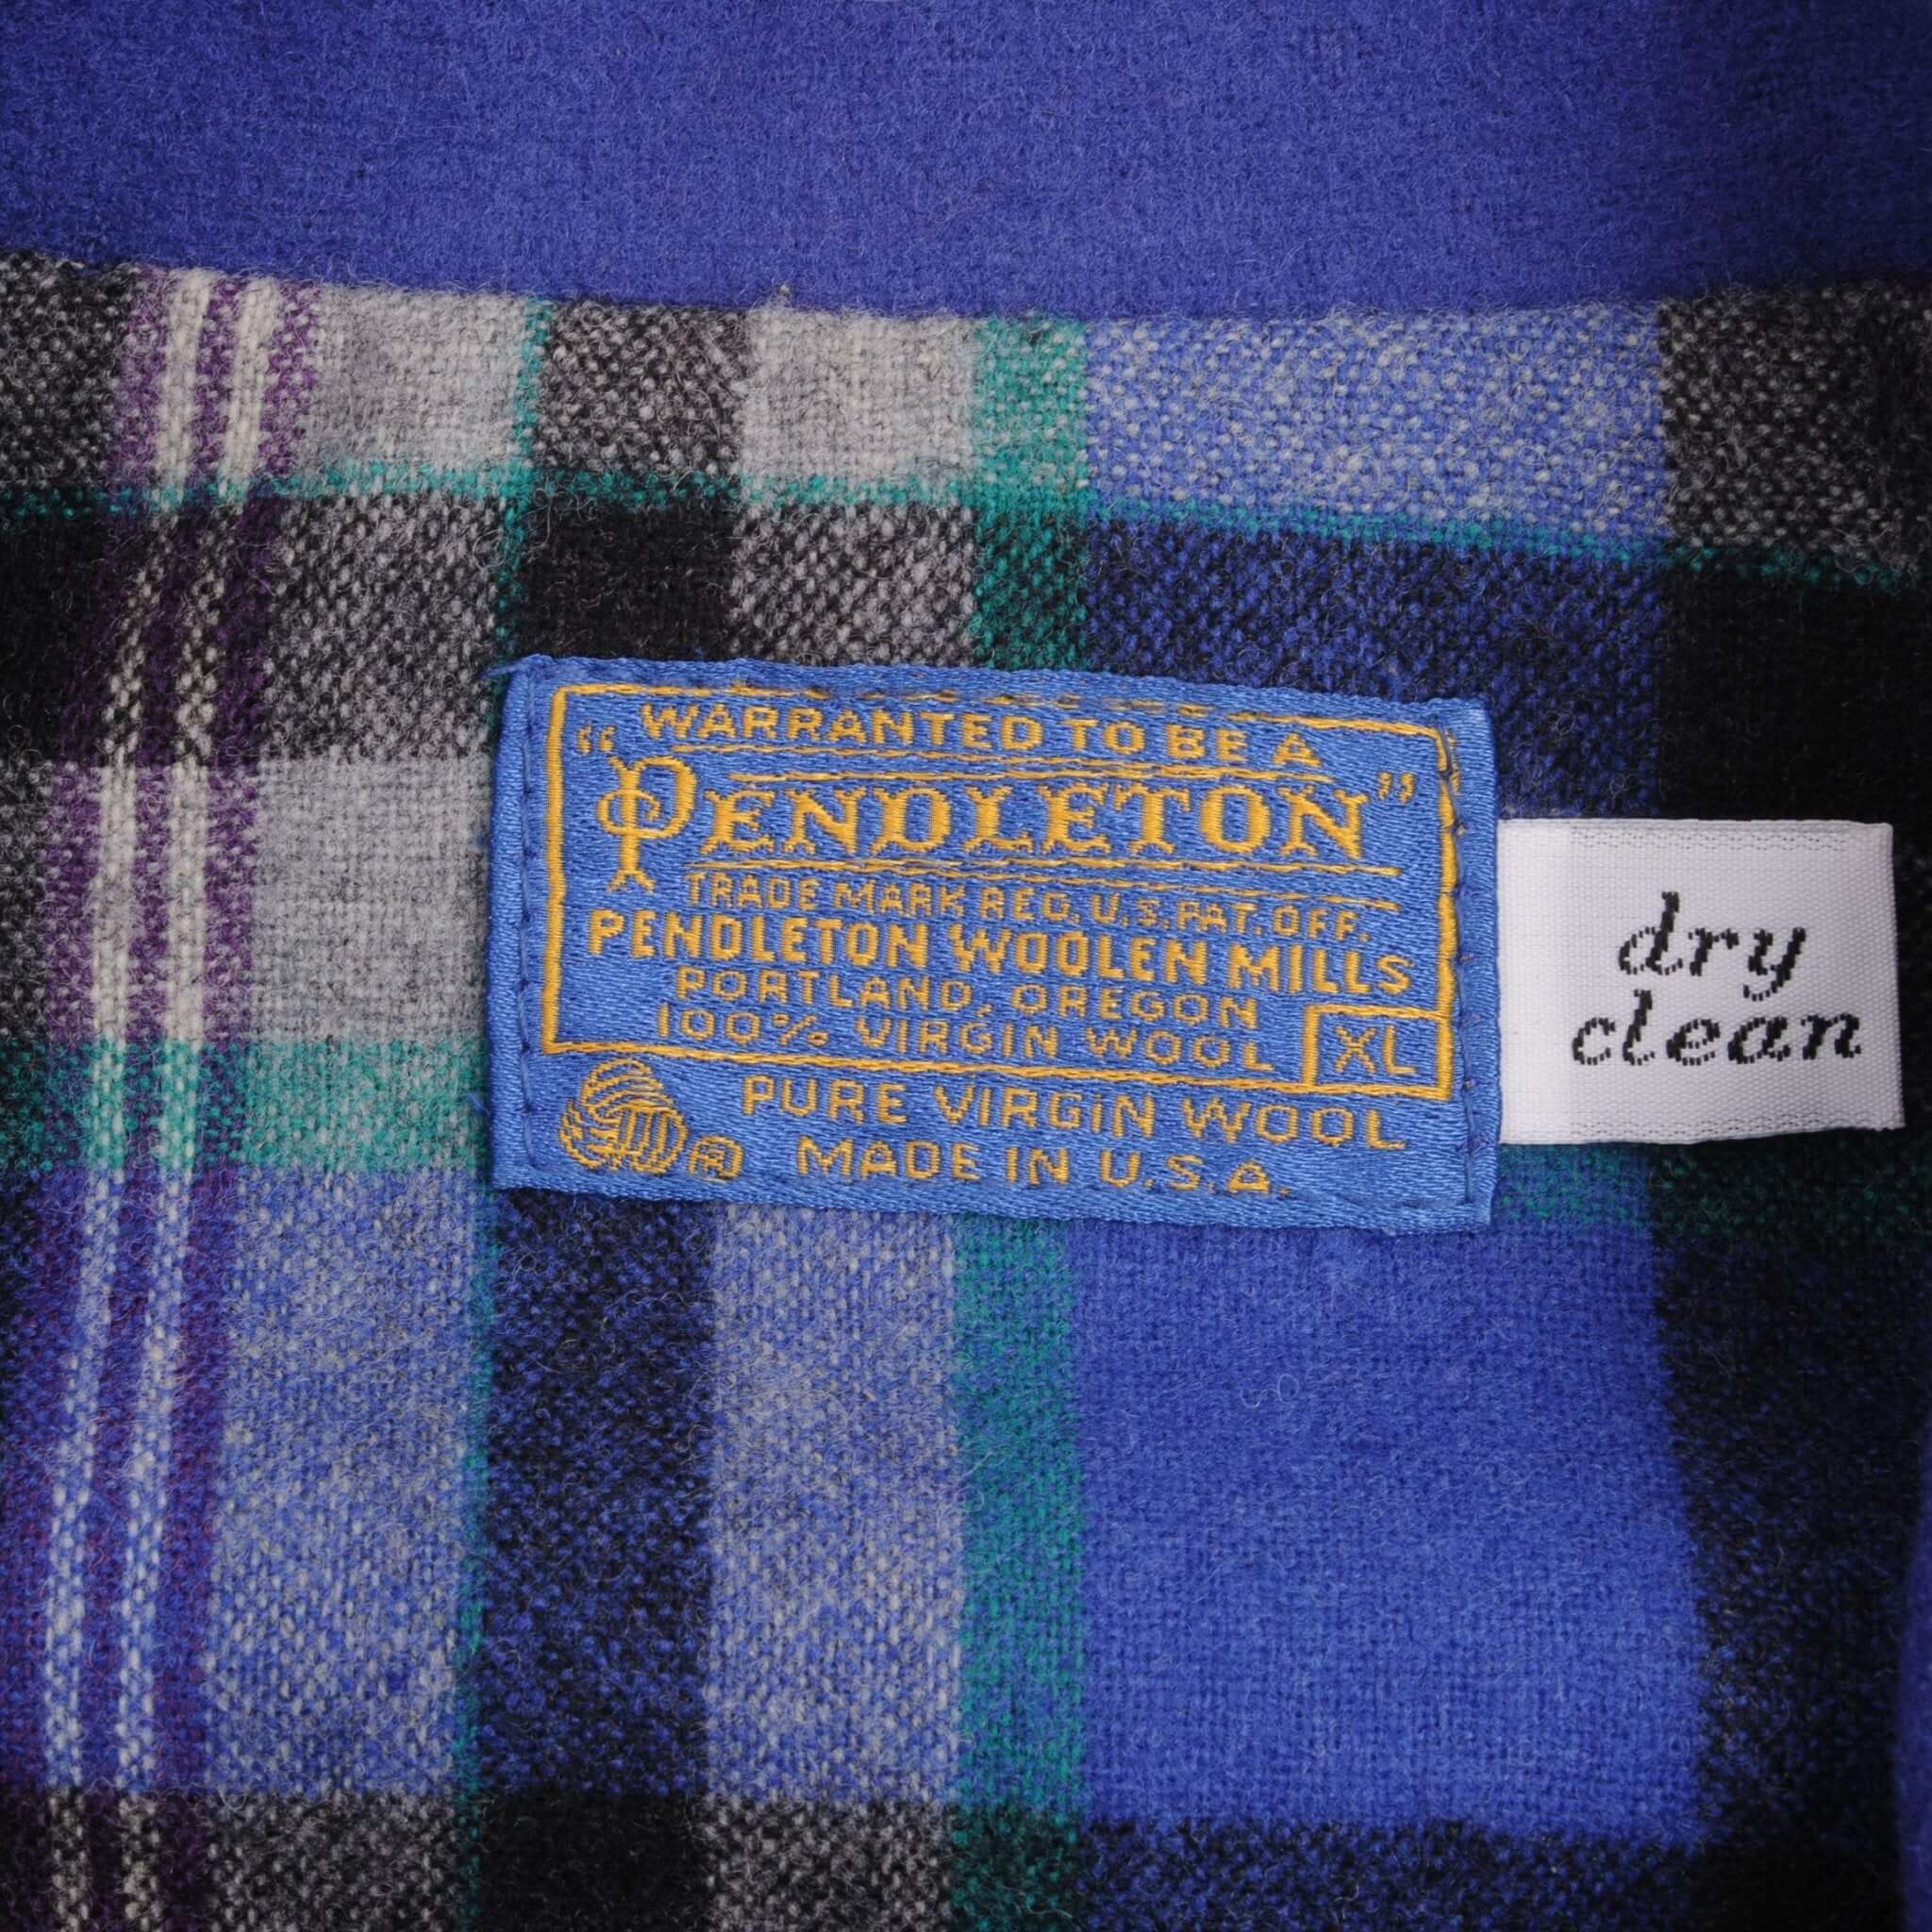 “WARRANTED TO BE A
PENDLETON”
TRADE MARK REG. U.S. PAT. OFF.
PENDLETON WOOLEN MILLS
PORTLAND, OREGON
100% VIRGIN WOOL XL
PURE VIRGIN WOOL
® MADE IN U.S.A.
dry
clean